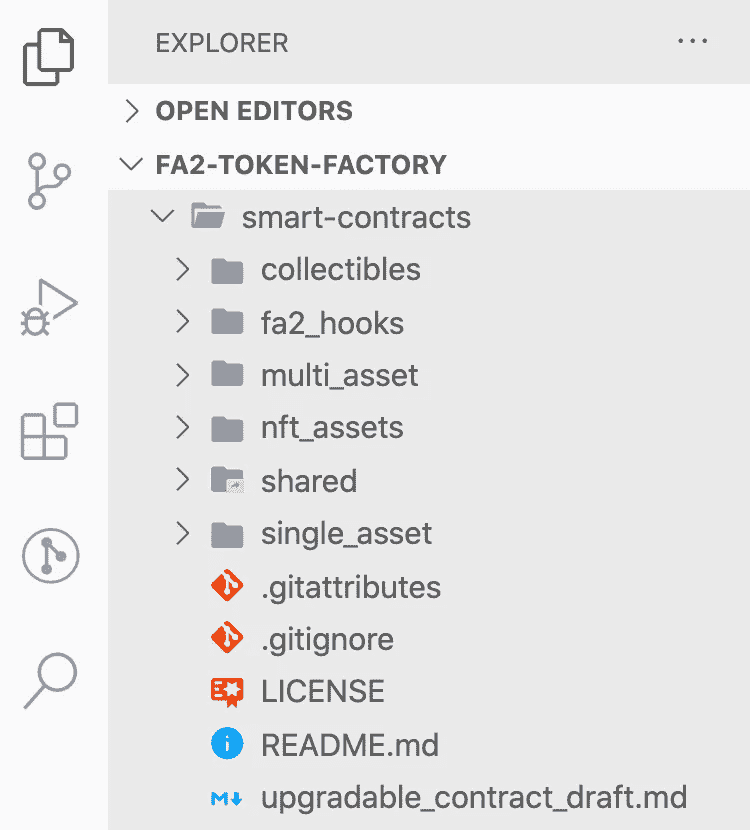 EXPLORER
OPEN EDITORS
FA2-TOKEN-FACTORY
smart-contracts
collectibles
fa2_hooks
multi_asset
nft_assets
shared
single_asset
.gitattributes
.gitignore
LICENSE
README.md
upgradable_contract_draft.md